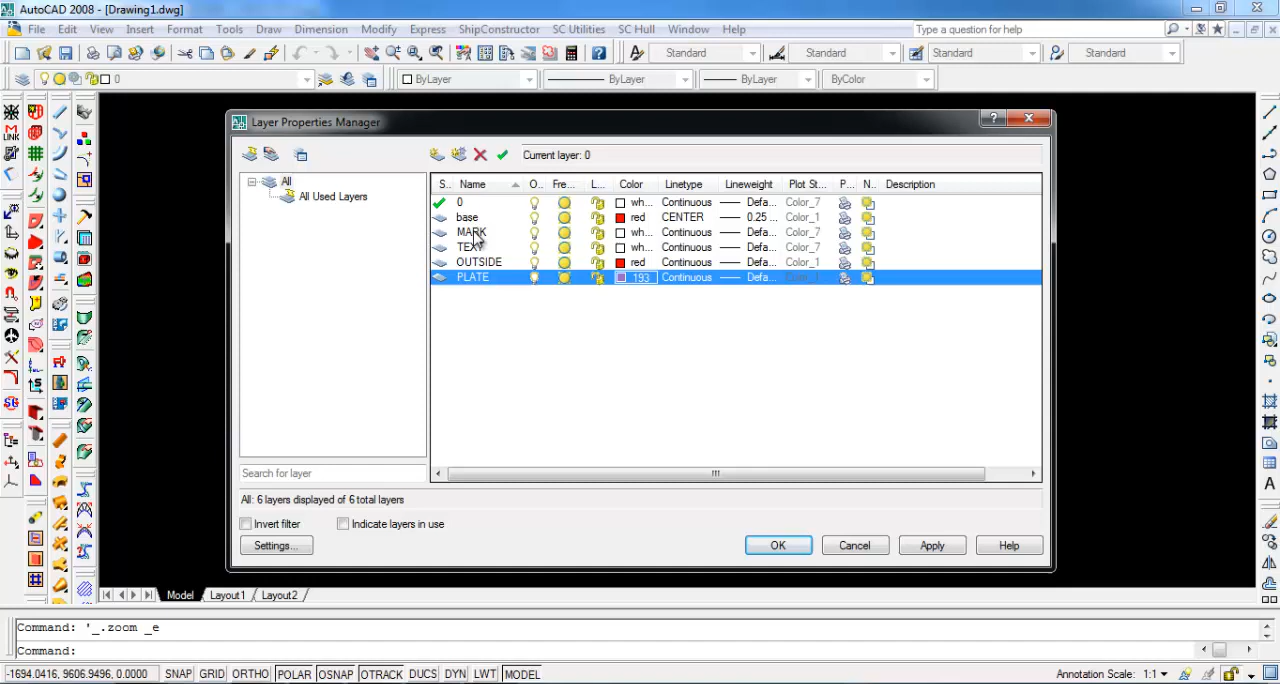 AutoCAD 2008 - [Drawing1.dwg]
File Edit View Insert Format Tools Draw Dimension Modify Express ShipConstructor SC Utilities SC Hull Window Help Type a question for help
Standard Standard Standard Standard
0 ByLayer ByLayer ByLayer ByColor
Layer Properties Manager
Current layer: 0
All
All Used Layers
S.. Name O.. Fre... L... Color Linetype Lineweight Plot St... P... N.. Description
0 wh... Continuous Defa... Color_7
base red CENTER 0.25 ... Color_1
MARK wh... Continuous Defa... Color_7
TEXT wh... Continuous Defa... Color_7
OUTSIDE red Continuous Defa... Color_1
PLATE 193 Continuous Defa... Color_1
Search for layer
All: 6 layers displayed of 6 total layers
Invert filter Indicate layers in use
Settings... OK Cancel Apply Help
Model Layout1 Layout2
Command: '_.zoom _e
Command:
-1694.0416, 9606.9496, 0.0000 SNAP GRID ORTHO POLAR OSNAP OTRACK DUCS DYN LWT MODEL Annotation Scale: 1:1